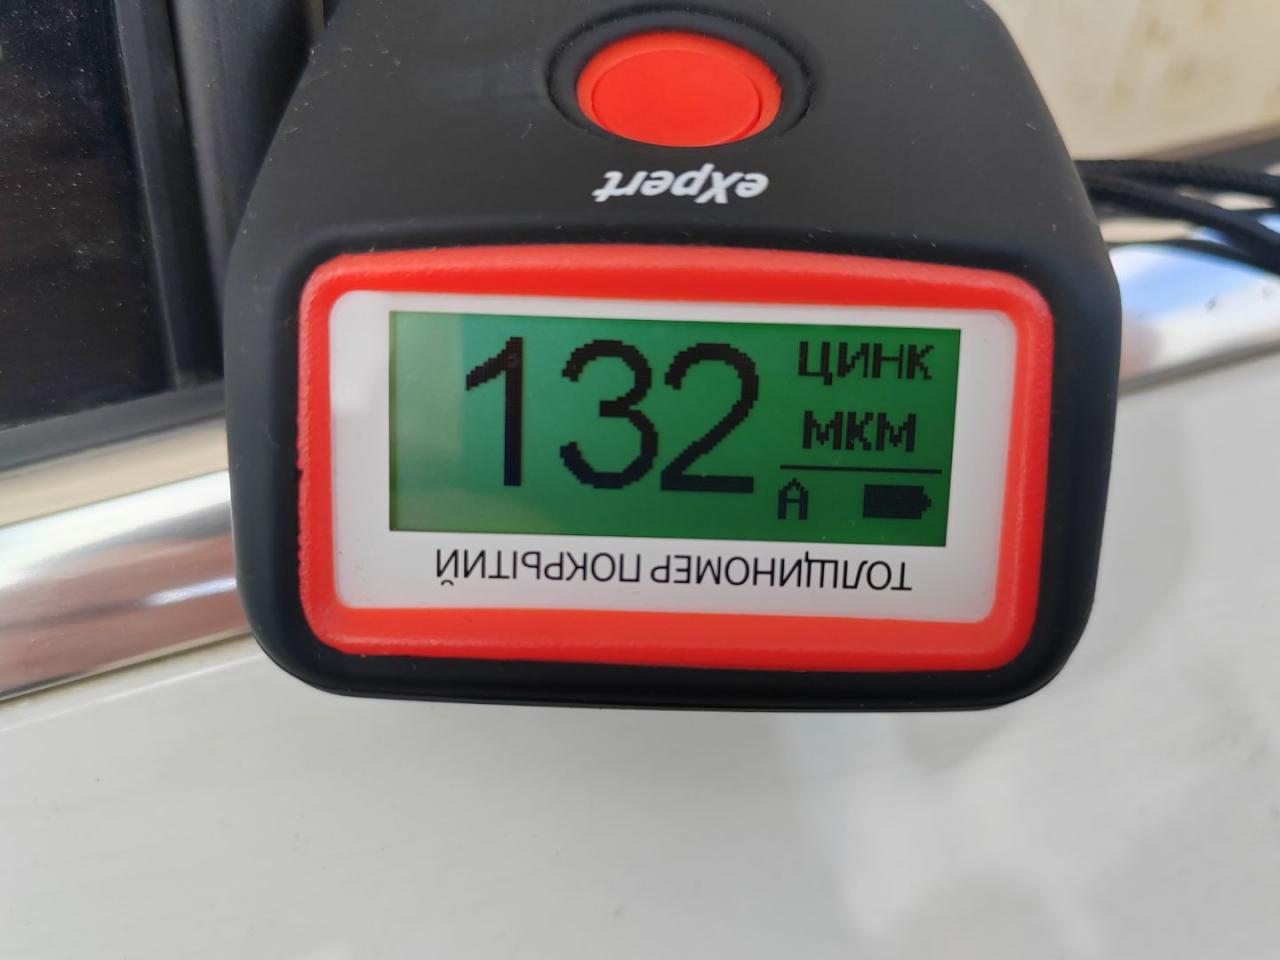 eXpert
132
ЦИНК
МКМ
A
ТОЛЩИНОМЕР ПОКРЫТИЙ